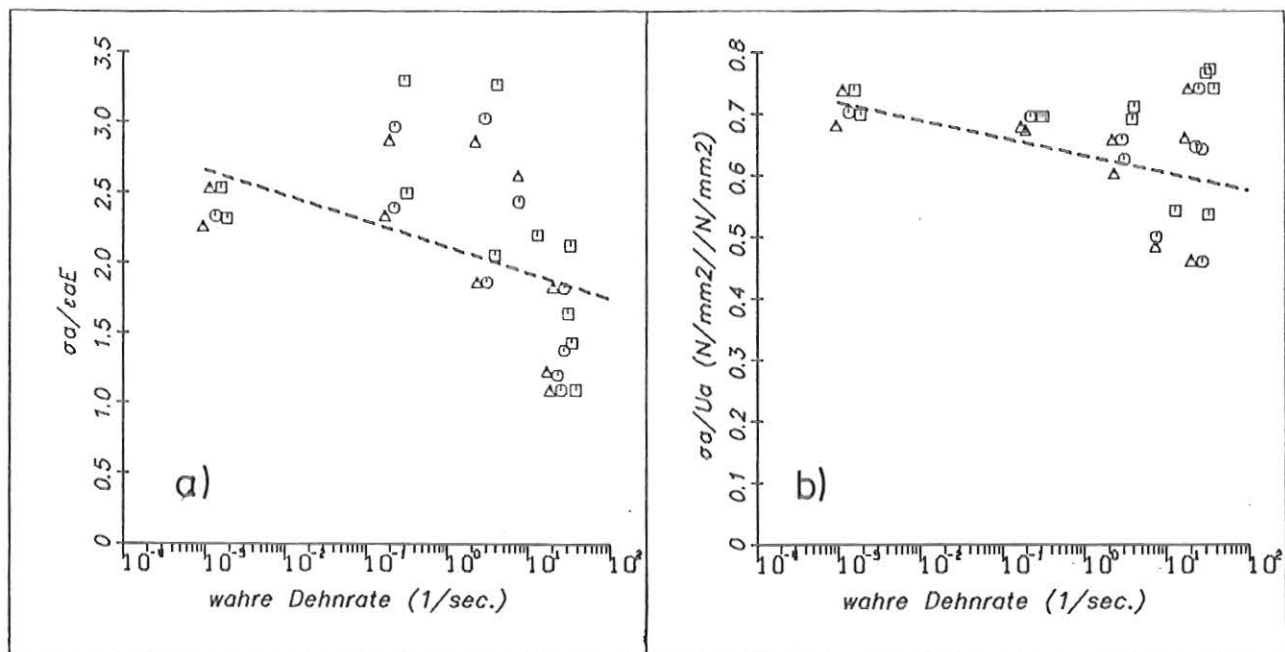 3.5
3.0
2.5
2.0
1.5
1.0
0.5
0
σa/εaE
a)
10⁻⁴ 10⁻³ 10⁻² 10⁻¹ 10⁰ 10¹ 10²
wahre Dehnrate (1/sec.)
0.8
0.7
0.6
0.5
0.4
0.3
0.2
0.1
0
σa/Ua (N/mm2//N/mm2)
b)
10⁻⁴ 10⁻³ 10⁻² 10⁻¹ 10⁰ 10¹ 10²
wahre Dehnrate (1/sec.)